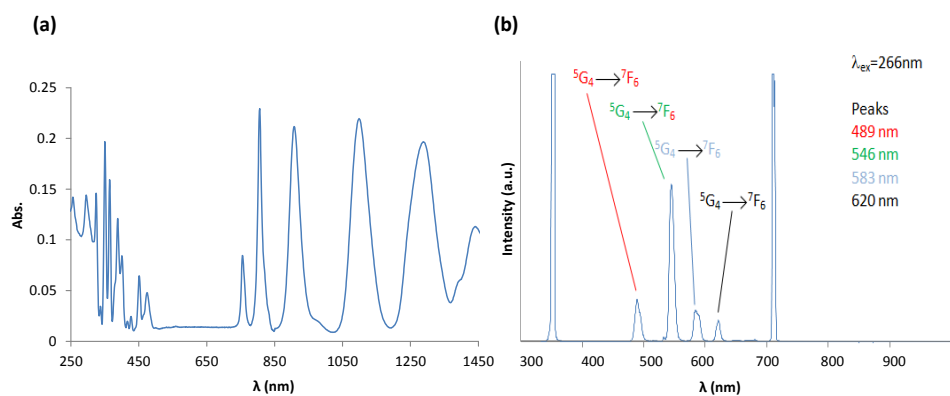 (a)
0.25
0.2
0.15
0.1
0.05
0
Abs.
250 450 650 850 1050 1250 1450
λ (nm)
(b)
⁵G₄ ⟶ ⁷F₆
⁵G₄ ⟶ ⁷F₆
⁵G₄ ⟶ ⁷F₆
⁵G₄ ⟶ ⁷F₆
Intensity (a.u.)
300 400 500 600 700 800 900
λ (nm)
λex=266nm
Peaks
489 nm
546 nm
583 nm
620 nm